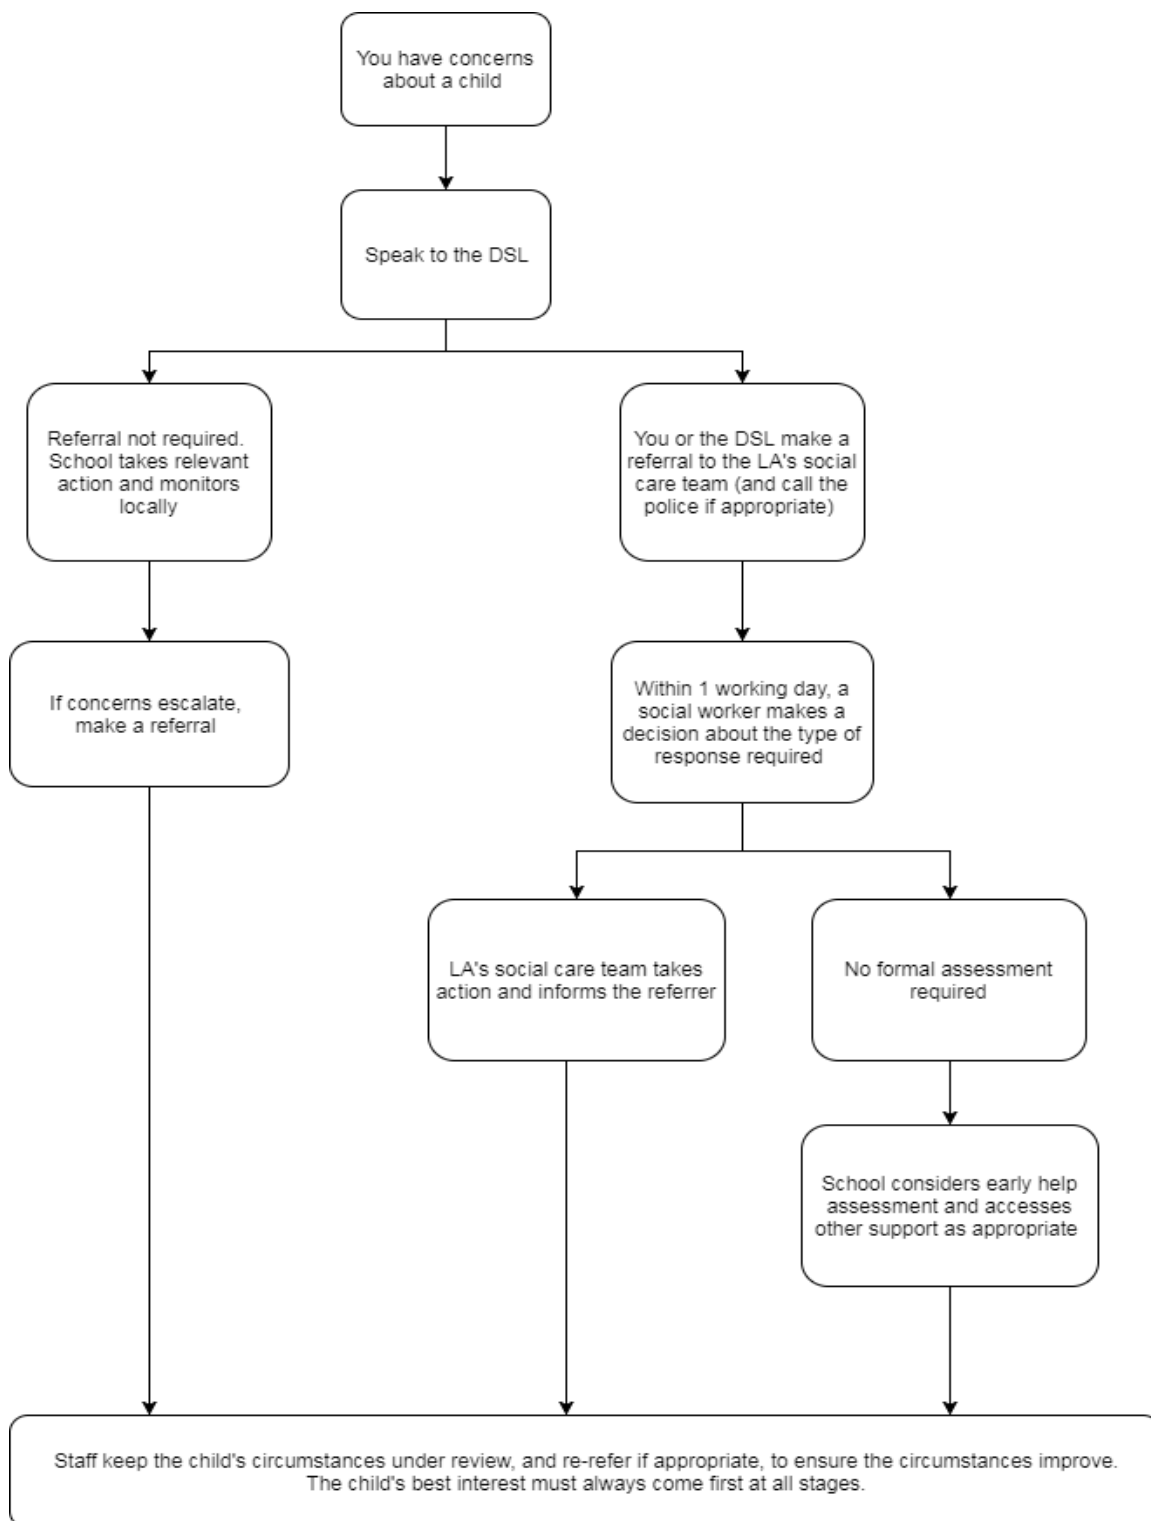 You have concerns
about a child
Speak to the DSL
Referral not required.
School takes relevant
action and monitors
locally
You or the DSL make a
referral to the LA's social
care team (and call the
police if appropriate)
If concerns escalate,
make a referral
Within 1 working day, a
social worker makes a
decision about the type of
response required
LA's social care team takes
action and informs the referrer
No formal assessment
required
School considers early help
assessment and accesses
other support as appropriate
Staff keep the child's circumstances under review, and re-refer if appropriate, to ensure the circumstances improve.
The child's best interest must always come first at all stages.